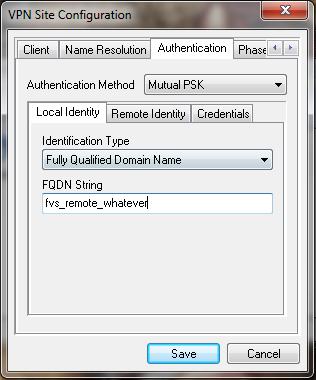 VPN Site Configuration
Client Name Resolution Authentication Phase
Authentication Method Mutual PSK
Local Identity Remote Identity Credentials
Identification Type
Fully Qualified Domain Name
FQDN String
fvs_remote_whatever
Save Cancel